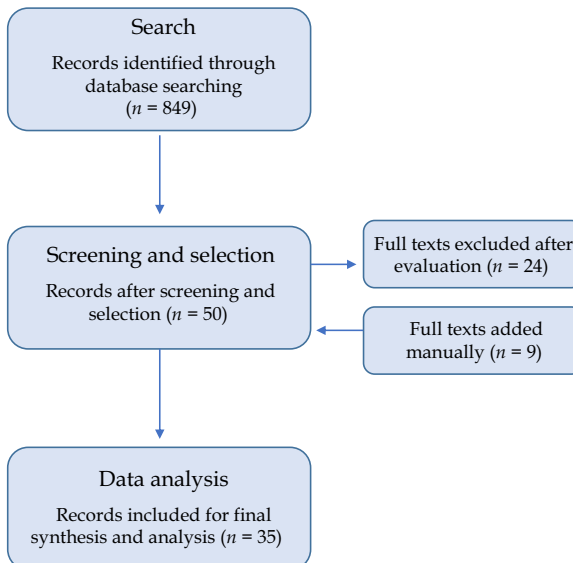 Search
Records identified through
database searching
(n = 849)
Screening and selection
Records after screening and
selection (n = 50)
Full texts excluded after
evaluation (n = 24)
Full texts added
manually (n = 9)
Data analysis
Records included for final
synthesis and analysis (n = 35)